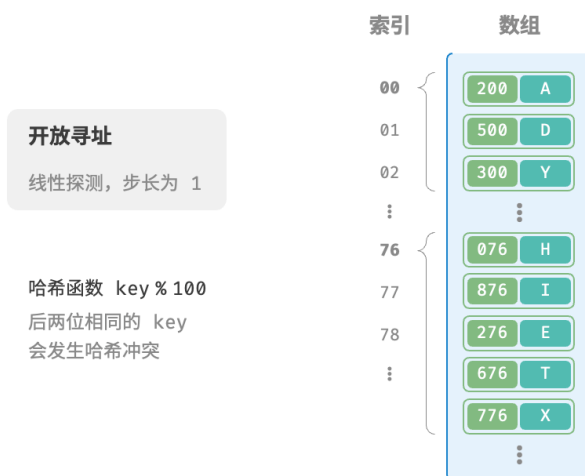 索引 数组
00 200 A
01 500 D
02 300 Y
开放寻址
线性探测，步长为 1
76 076 H
77 876 I
78 276 E
676 T
776 X
哈希函数 key % 100
后两位相同的 key
会发生哈希冲突